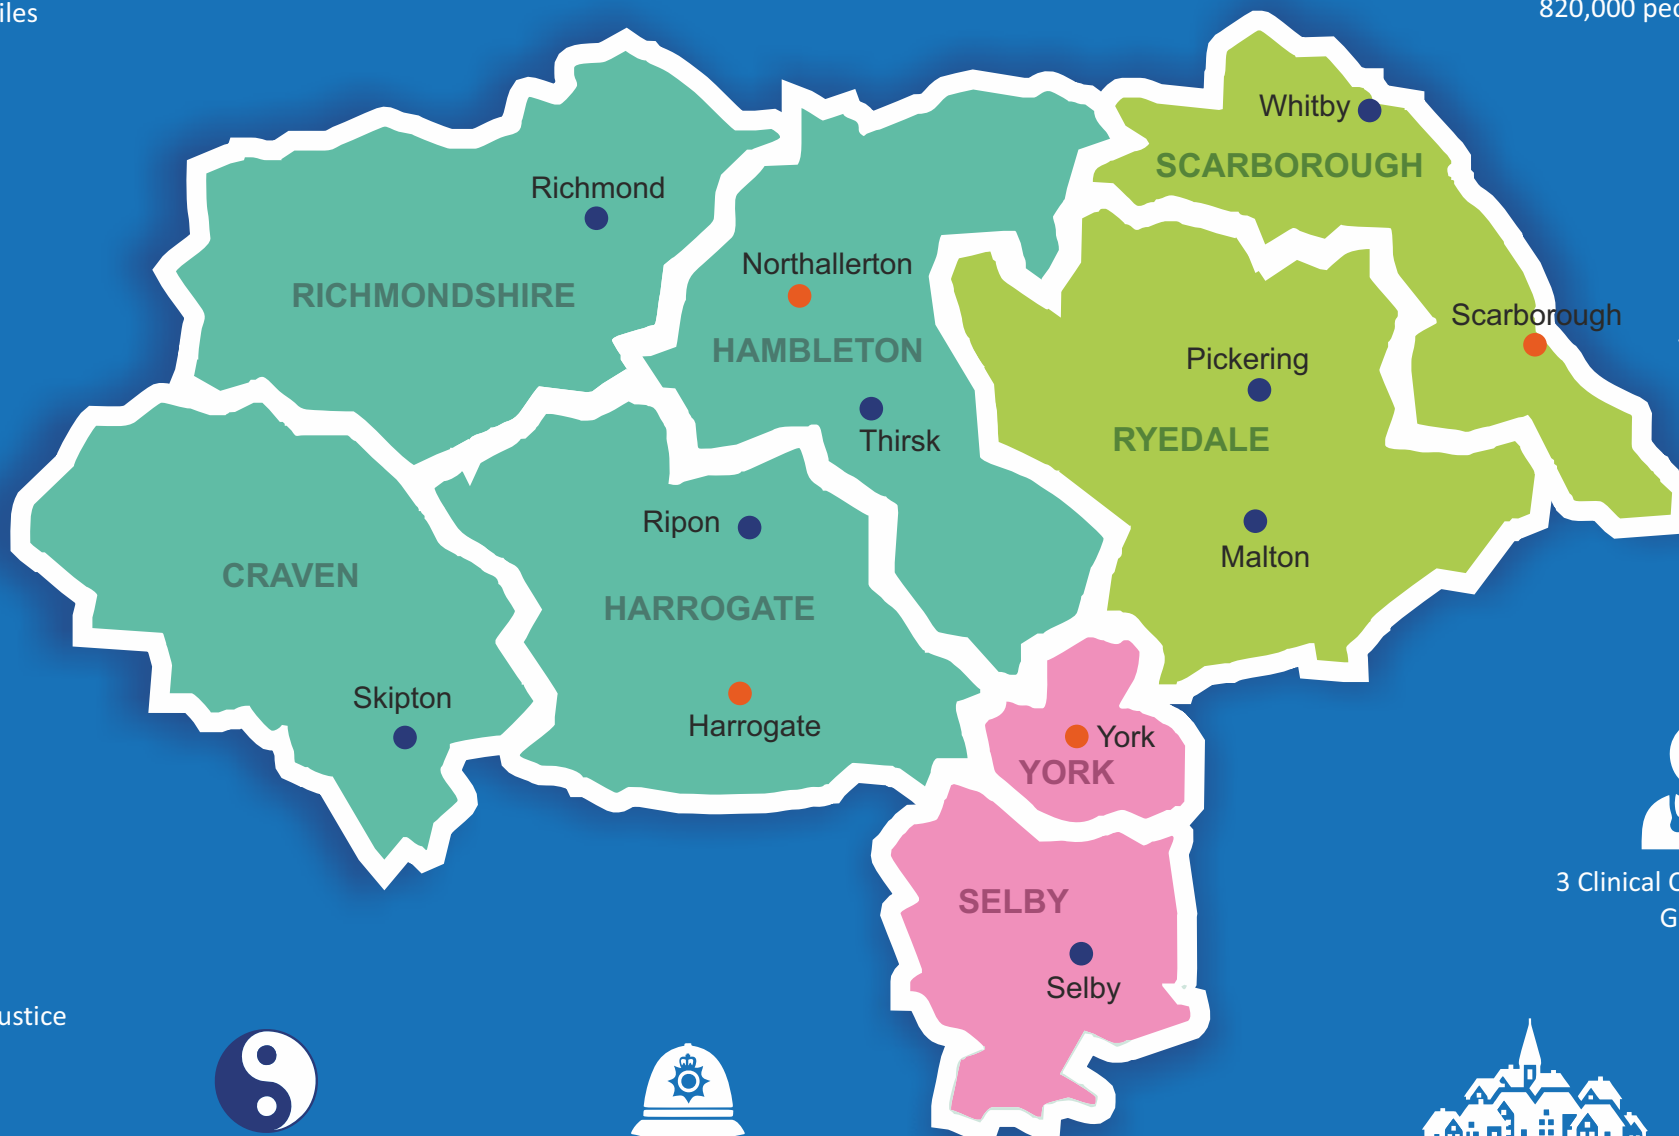 iles
820,000 pec
Whitby
SCARBOROUGH
Richmond
Northallerton
RICHMONDSHIRE
Scarborough
HAMBLETON
Pickering
Thirsk
RYEDALE
Ripon
Malton
CRAVEN
HARROGATE
Skipton
Harrogate
York
YORK
3 Clinical C
G
SELBY
Selby
ustice